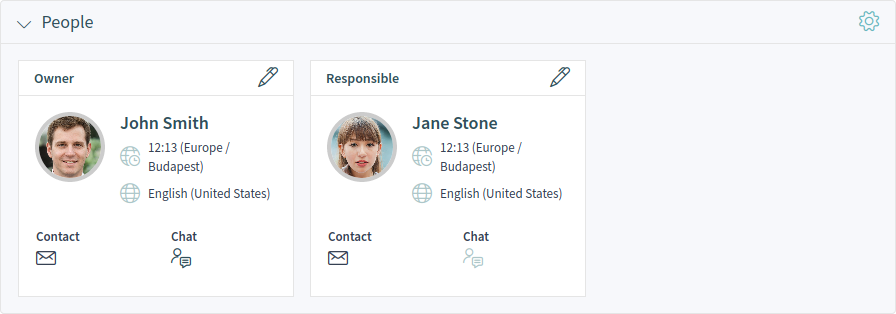 People
Owner
John Smith
12:13 (Europe /
Budapest)
English (United States)
Contact
Chat
Responsible
Jane Stone
12:13 (Europe /
Budapest)
English (United States)
Contact
Chat